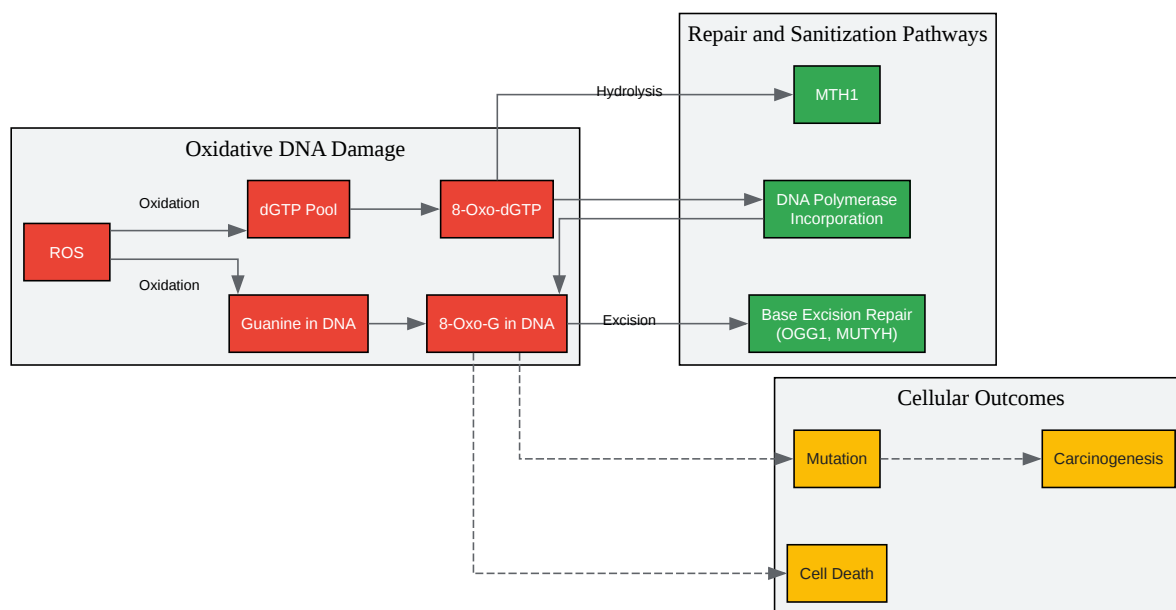 Repair and Sanitization Pathways
Hydrolysis
MTH1
Oxidative DNA Damage
Oxidation
dGTP Pool
8-Oxo-dGTP
DNA Polymerase
Incorporation
ROS
Oxidation
Guanine in DNA
8-Oxo-G in DNA
Excision
Base Excision Repair
(OGG1, MUTYH)
Cellular Outcomes
Mutation
Carcinogenesis
Cell Death